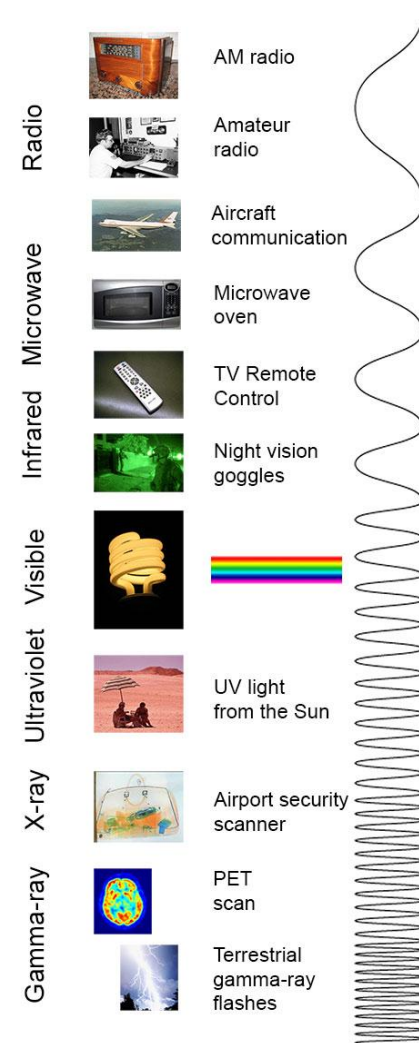 Radio
AM radio
Amateur
radio
Aircraft
communication
Microwave
Microwave
oven
Infrared
TV Remote
Control
Night vision
goggles
Visible
Ultraviolet
UV light
from the Sun
X-ray
Airport security
scanner
Gamma-ray
PET
scan
Terrestrial
gamma-ray
flashes